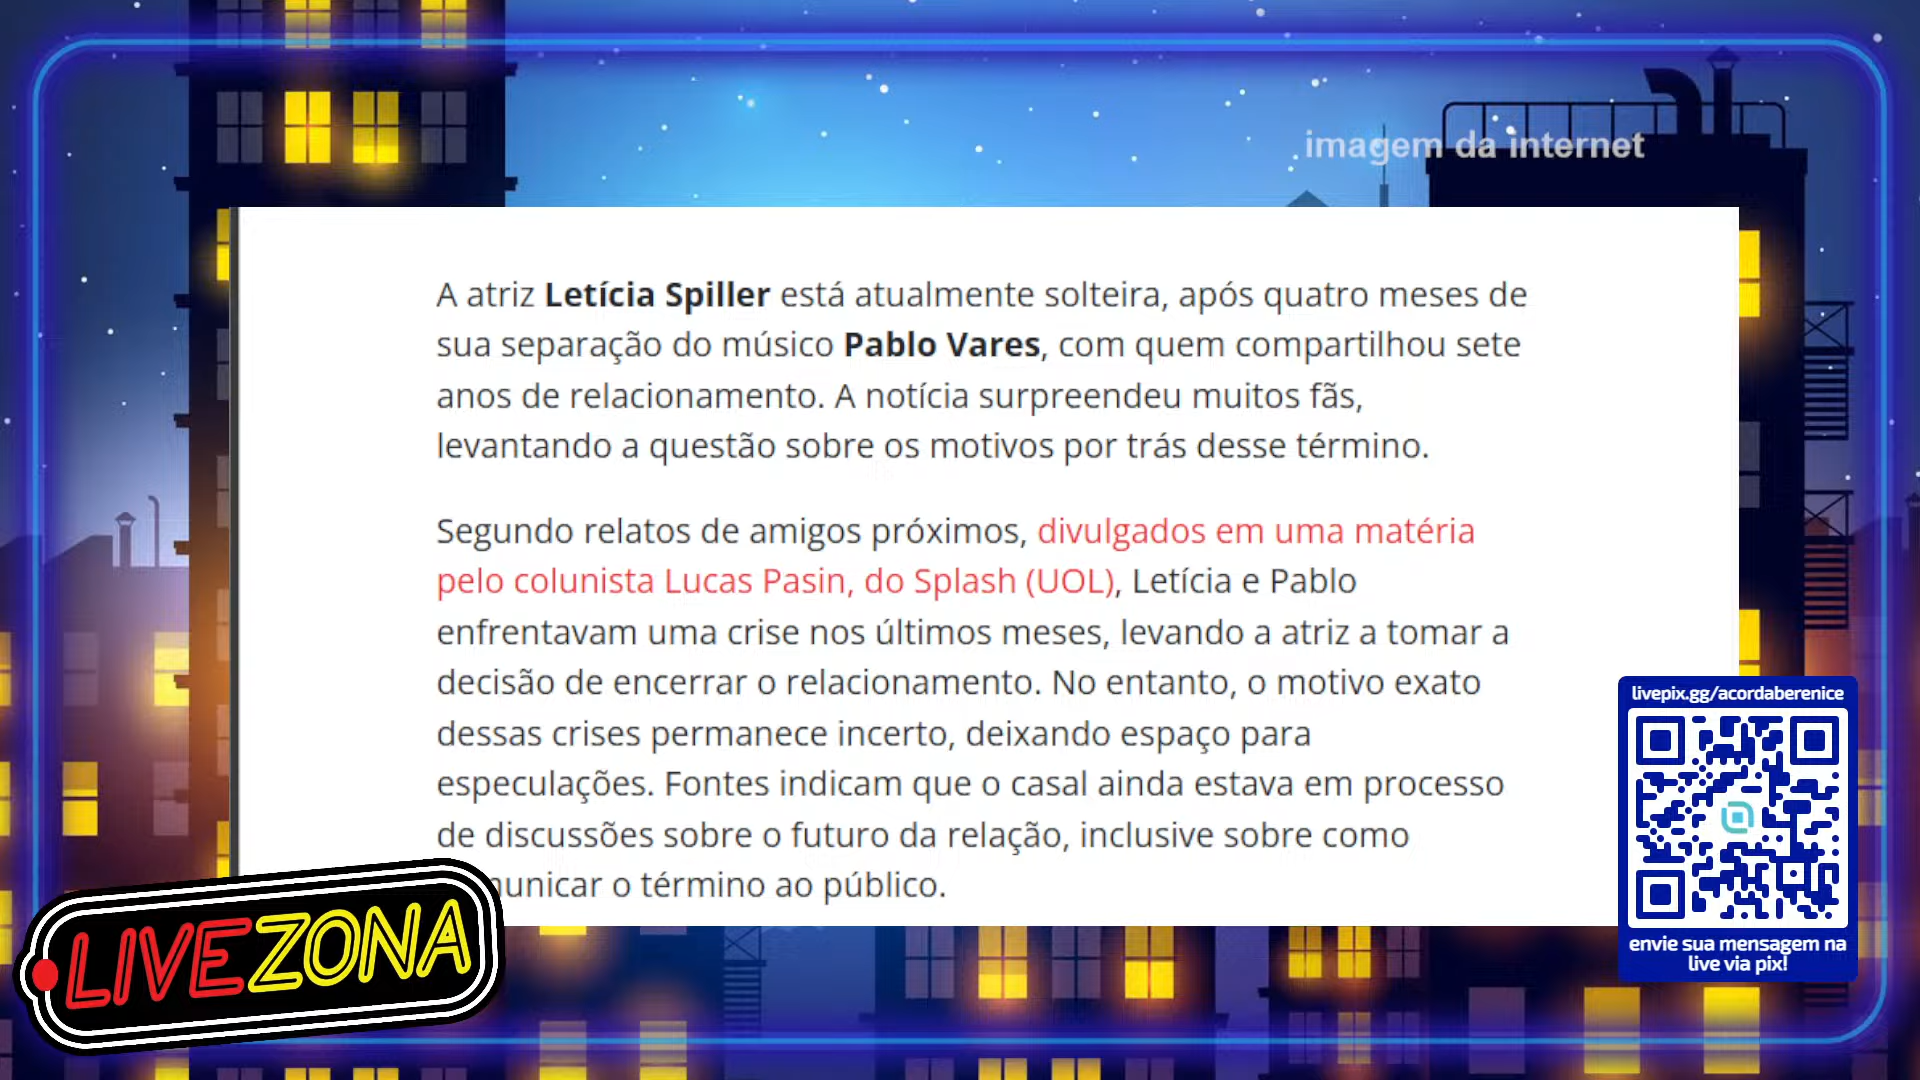 imagem da internet
A atriz Letícia Spiller está atualmente solteira, após quatro meses de
sua separação do músico Pablo Vares, com quem compartilhou sete
anos de relacionamento. A notícia surpreendeu muitos fãs,
levantando a questão sobre os motivos por trás desse término.
Segundo relatos de amigos próximos, divulgados em uma matéria
pelo colunista Lucas Pasin, do Splash (UOL), Letícia e Pablo
enfrentavam uma crise nos últimos meses, levando a atriz a tomar a
decisão de encerrar o relacionamento. No entanto, o motivo exato
dessas crises permanece incerto, deixando espaço para
especulações. Fontes indicam que o casal ainda estava em processo
de discussões sobre o futuro da relação, inclusive sobre como
o término ao público.
livepix.gg/acordaberenice
envie sua mensagem na
live via pix!
LIVEZONA